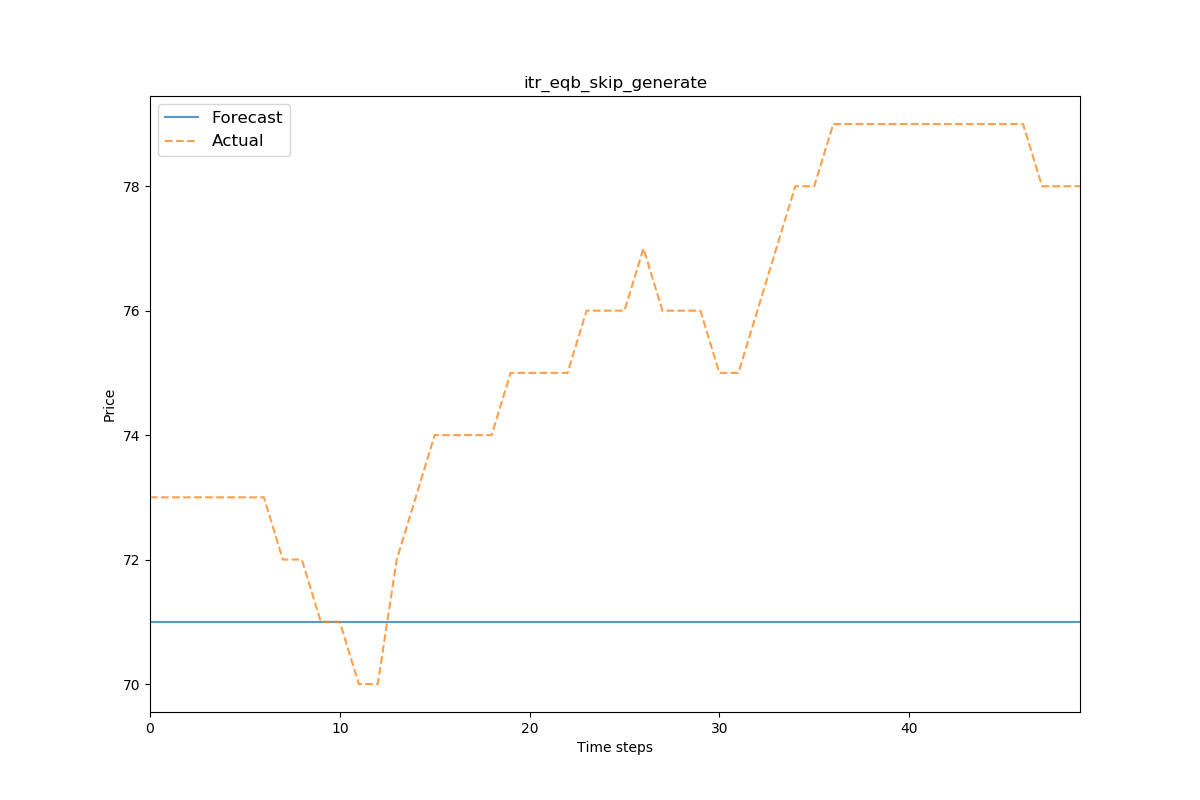 itr_eqb_skip_generate
Forecast
Actual
Price
78
76
74
72
70
0 10 20 30 40
Time steps